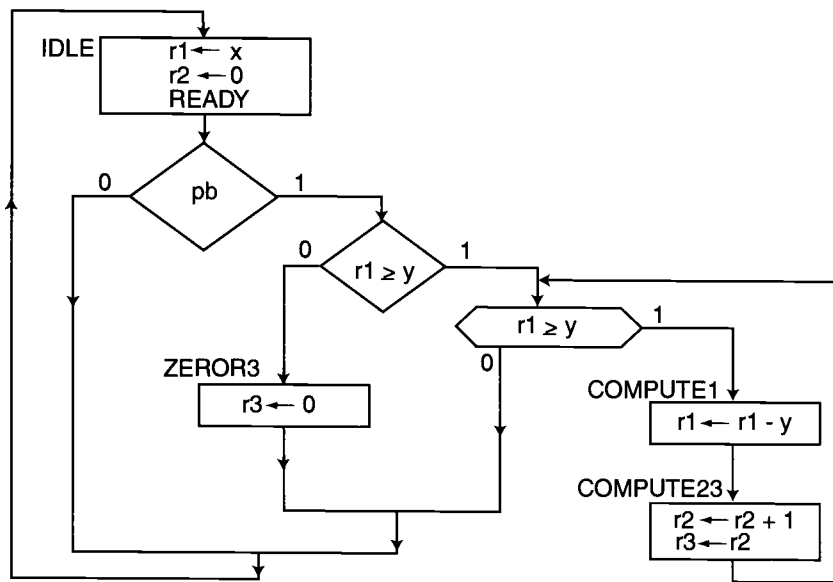 IDLE
r1 ← x
r2 ← 0
READY
0
pb
1
0
r1 ≥ y
1
r1 ≥ y
1
0
ZEROR3
r3 ← 0
COMPUTE1
r1 ← r1 - y
COMPUTE23
r2 ← r2 + 1
r3 ← r2